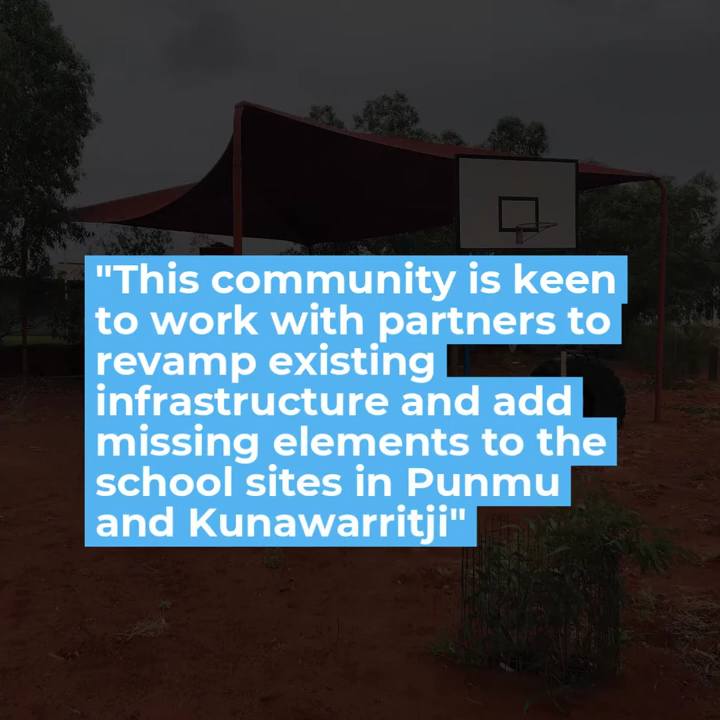 "This community is keen
to work with partners to
revamp existing
infrastructure and add
missing elements to the
school sites in Punmu
and Kunawarritji"